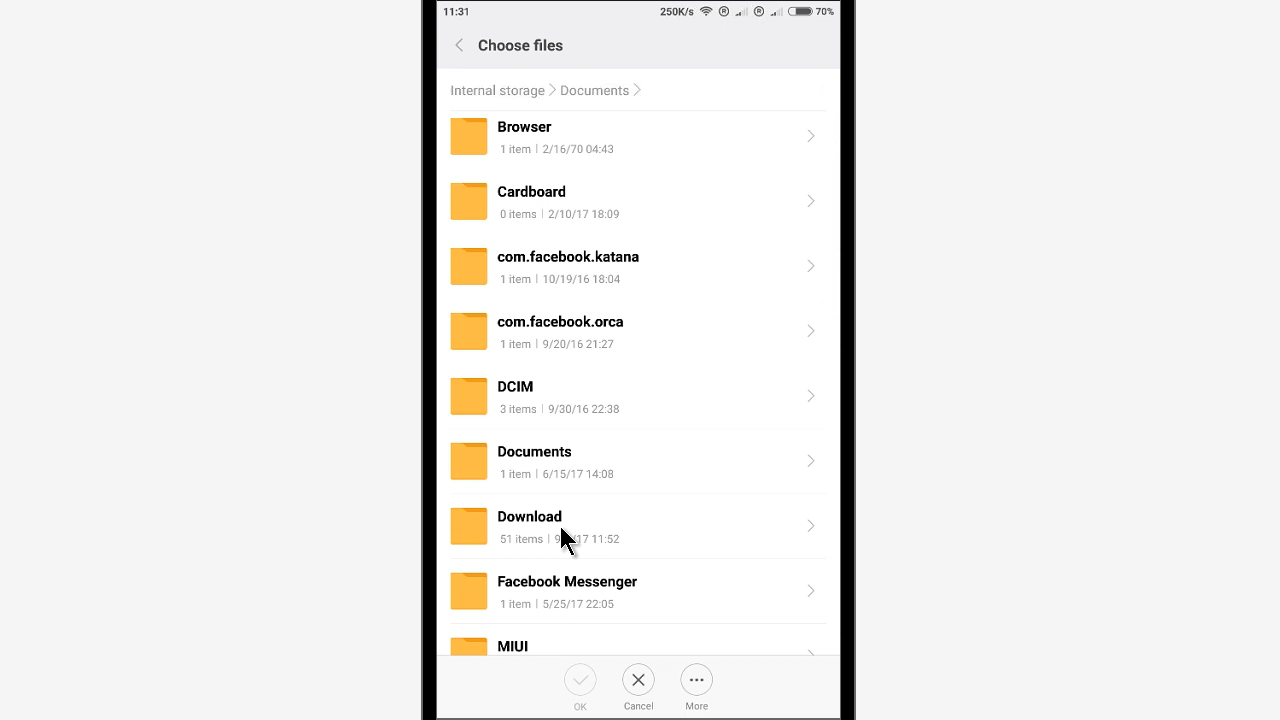 11:31
250K/s ® ® 70%
Choose files
Internal storage Documents
Browser
1 item | 2/16/70 04:43
Cardboard
0 items | 2/10/17 18:09
com.facebook.katana
1 item | 10/19/16 18:04
com.facebook.orca
1 item | 9/20/16 21:27
DCIM
3 items | 9/30/16 22:38
Documents
1 item | 6/15/17 14:08
Download
51 items | 11:52
Facebook Messenger
1 item | 5/25/17 22:05
MIUI
OK
Cancel
More